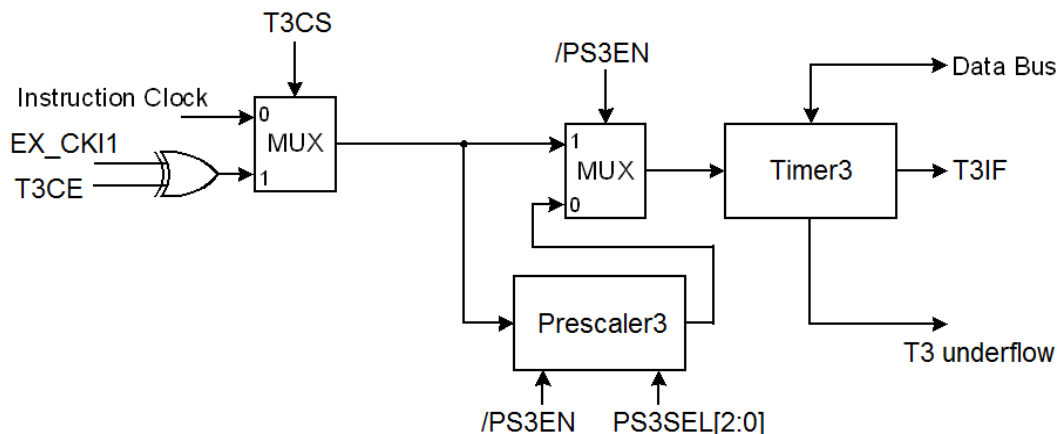 T3CS
/PS3EN
Instruction Clock
0
Data Bus
EX_CKI1
MUX
1
MUX
Timer3
T3IF
T3CE
1
0
Prescaler3
T3 underflow
/PS3EN
PS3SEL[2:0]